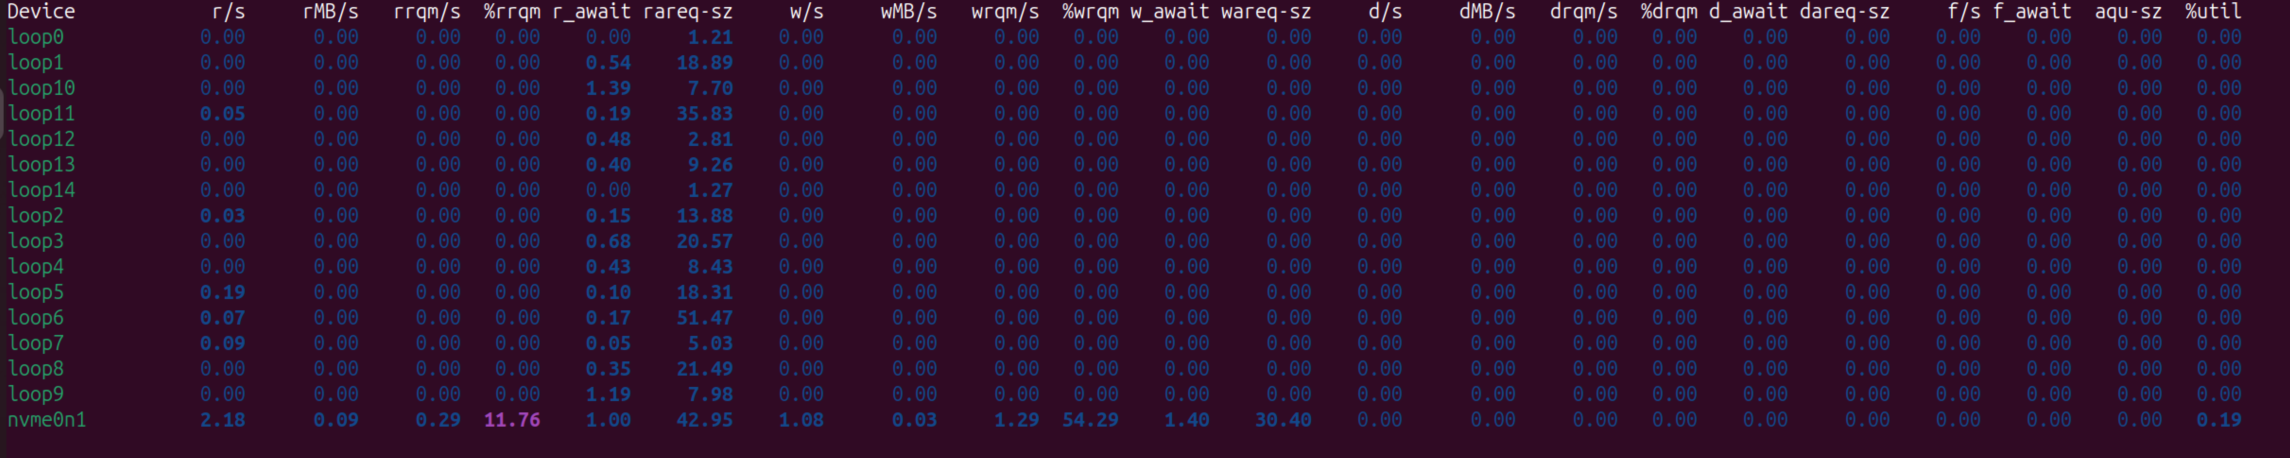 Device r/s rMB/s rrqm/s %rrqm r_await rareq-sz w/s wMB/s wrqm/s %wrqm w_await wareq-sz d/s dMB/s drqm/s %drqm d_await dareq-sz f/s f_await aqu-sz %util
loop0 0.00 0.00 0.00 0.00 0.00 1.21 0.00 0.00 0.00 0.00 0.00 0.00 0.00 0.00 0.00 0.00 0.00 0.00 0.00 0.00 0.00 0.00
loop1 0.00 0.00 0.00 0.00 0.54 18.89 0.00 0.00 0.00 0.00 0.00 0.00 0.00 0.00 0.00 0.00 0.00 0.00 0.00 0.00 0.00 0.00
loop10 0.00 0.00 0.00 0.00 1.39 7.70 0.00 0.00 0.00 0.00 0.00 0.00 0.00 0.00 0.00 0.00 0.00 0.00 0.00 0.00 0.00 0.00
loop11 0.05 0.00 0.00 0.00 0.19 35.83 0.00 0.00 0.00 0.00 0.00 0.00 0.00 0.00 0.00 0.00 0.00 0.00 0.00 0.00 0.00 0.00
loop12 0.00 0.00 0.00 0.00 0.48 2.81 0.00 0.00 0.00 0.00 0.00 0.00 0.00 0.00 0.00 0.00 0.00 0.00 0.00 0.00 0.00 0.00
loop13 0.00 0.00 0.00 0.00 0.40 9.26 0.00 0.00 0.00 0.00 0.00 0.00 0.00 0.00 0.00 0.00 0.00 0.00 0.00 0.00 0.00 0.00
loop14 0.00 0.00 0.00 0.00 0.00 1.27 0.00 0.00 0.00 0.00 0.00 0.00 0.00 0.00 0.00 0.00 0.00 0.00 0.00 0.00 0.00 0.00
loop2 0.03 0.00 0.00 0.00 0.15 13.88 0.00 0.00 0.00 0.00 0.00 0.00 0.00 0.00 0.00 0.00 0.00 0.00 0.00 0.00 0.00 0.00
loop3 0.00 0.00 0.00 0.00 0.68 20.57 0.00 0.00 0.00 0.00 0.00 0.00 0.00 0.00 0.00 0.00 0.00 0.00 0.00 0.00 0.00 0.00
loop4 0.00 0.00 0.00 0.00 0.43 8.43 0.00 0.00 0.00 0.00 0.00 0.00 0.00 0.00 0.00 0.00 0.00 0.00 0.00 0.00 0.00 0.00
loop5 0.19 0.00 0.00 0.00 0.10 18.31 0.00 0.00 0.00 0.00 0.00 0.00 0.00 0.00 0.00 0.00 0.00 0.00 0.00 0.00 0.00 0.00
loop6 0.07 0.00 0.00 0.00 0.17 51.47 0.00 0.00 0.00 0.00 0.00 0.00 0.00 0.00 0.00 0.00 0.00 0.00 0.00 0.00 0.00 0.00
loop7 0.09 0.00 0.00 0.00 0.05 5.03 0.00 0.00 0.00 0.00 0.00 0.00 0.00 0.00 0.00 0.00 0.00 0.00 0.00 0.00 0.00 0.00
loop8 0.00 0.00 0.00 0.00 0.35 21.49 0.00 0.00 0.00 0.00 0.00 0.00 0.00 0.00 0.00 0.00 0.00 0.00 0.00 0.00 0.00 0.00
loop9 0.00 0.00 0.00 0.00 1.19 7.98 0.00 0.00 0.00 0.00 0.00 0.00 0.00 0.00 0.00 0.00 0.00 0.00 0.00 0.00 0.00 0.00
nvme0n1 2.18 0.09 0.29 11.76 1.00 42.95 1.08 0.03 1.29 54.29 1.40 30.40 0.00 0.00 0.00 0.00 0.00 0.00 0.00 0.00 0.00 0.19